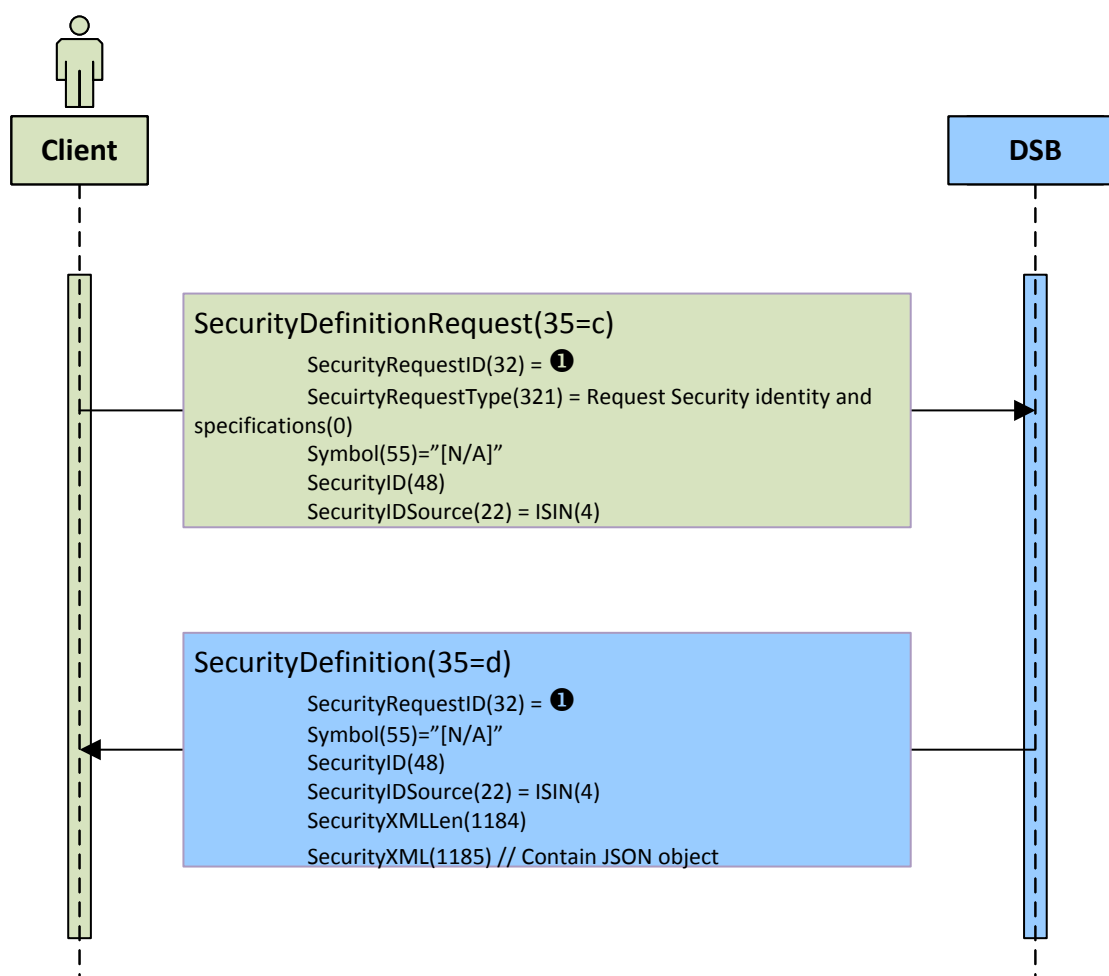 Client
DSB
SecurityDefinitionRequest(35=c)
SecurityRequestID(32) = ❶
SecuirtyRequestType(321) = Request Security identity and
specifications(0)
Symbol(55)=”[N/A]”
SecurityID(48)
SecurityIDSource(22) = ISIN(4)
SecurityDefinition(35=d)
SecurityRequestID(32) = ❶
Symbol(55)=”[N/A]”
SecurityID(48)
SecurityIDSource(22) = ISIN(4)
SecurityXMLLen(1184)
SecurityXML(1185) // Contain JSON object